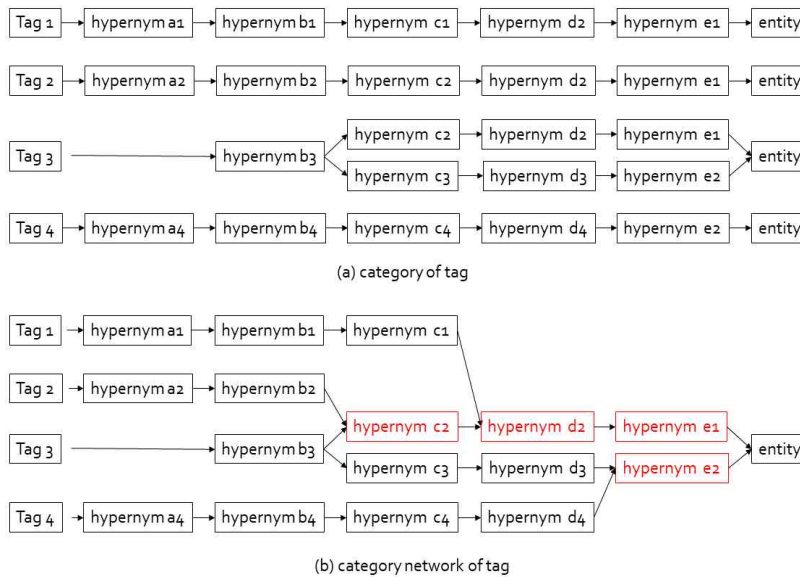 Tag 1 hypernym a1 hypernym b1 hypernym c1 hypernym d2 hypernym e1 entity
Tag 2 hypernym a2 hypernym b2 hypernym c2 hypernym d2 hypernym e1 entity
hypernym c2 hypernym d2 hypernym e1
Tag 3 hypernym b3 entity
hypernym c3 hypernym d3 hypernym e2
Tag 4 hypernym a4 hypernym b4 hypernym c4 hypernym d4 hypernym e2 entity
(a) category of tag
Tag 1 hypernym a1 hypernym b1 hypernym c1
Tag 2 hypernym a2 hypernym b2
hypernym c2 hypernym d2 hypernym e1
Tag 3 hypernym b3 entity
hypernym c3 hypernym d3 hypernym e2
Tag 4 hypernym a4 hypernym b4 hypernym c4 hypernym d4
(b) category network of tag